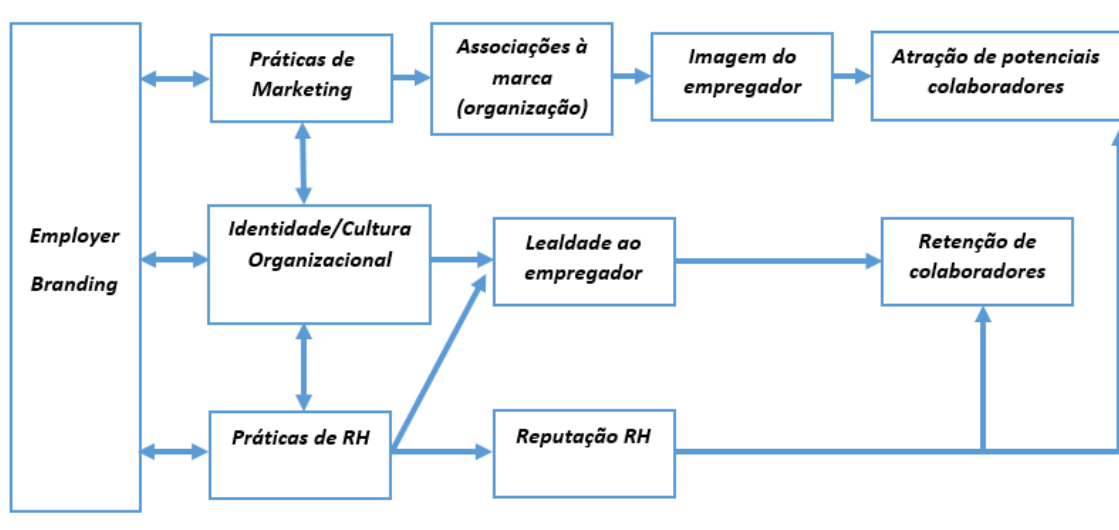 Práticas de
Marketing
Associações à
marca
(organização)
Imagem do
empregador
Atração de potenciais
colaboradores
Employer
Branding
Identidade/Cultura
Organizacional
Lealdade ao
empregador
Retenção de
colaboradores
Práticas de RH
Reputação RH